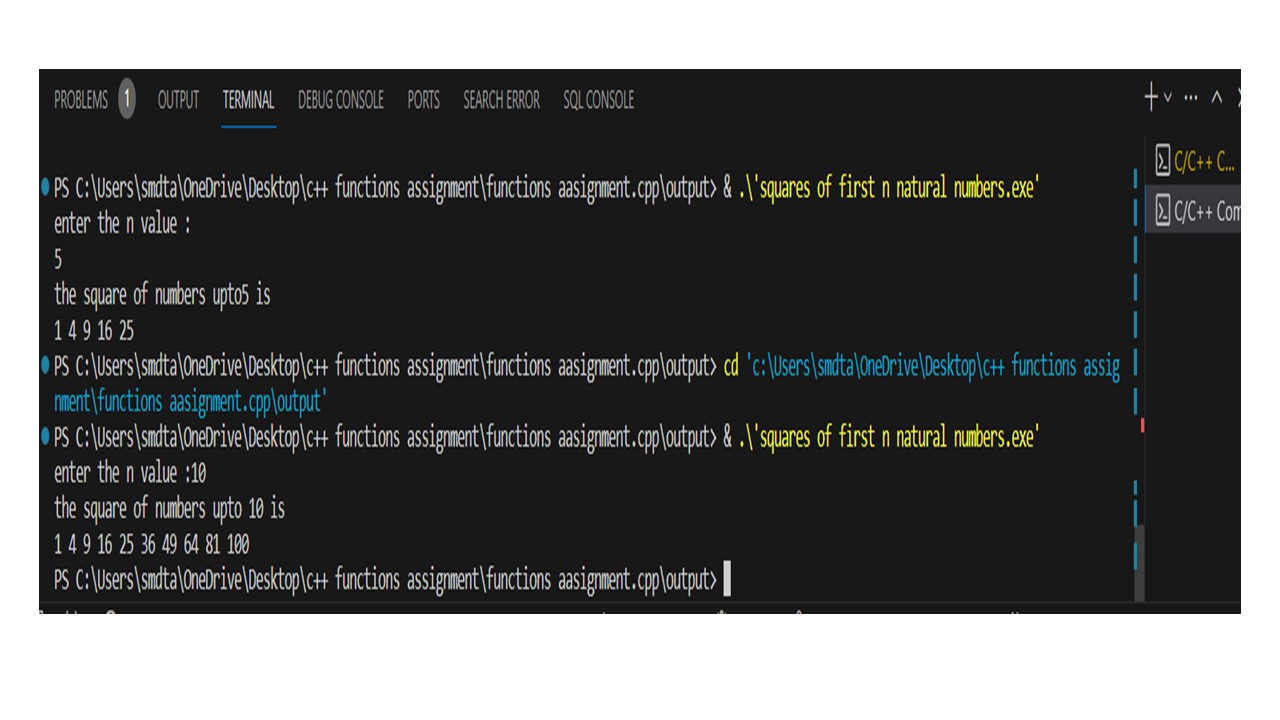 PROBLEMS 1 OUTPUT TERMINAL DEBUG CONSOLE PORTS SEARCH ERROR SQL CONSOLE
C/C++ C...
C/C++ Com
PS C:\Users\smdta\OneDrive\Desktop\c++ functions assignment\functions aasignment.cpp\output> & .\'squares of first n natural numbers.exe'
enter the n value :
5
the square of numbers upto5 is
1 4 9 16 25
PS C:\Users\smdta\OneDrive\Desktop\c++ functions assignment\functions aasignment.cpp\output> cd 'c:\Users\smdta\OneDrive\Desktop\c++ functions assig
nment\functions aasignment.cpp\output'
PS C:\Users\smdta\OneDrive\Desktop\c++ functions assignment\functions aasignment.cpp\output> & .\'squares of first n natural numbers.exe'
enter the n value :10
the square of numbers upto 10 is
1 4 9 16 25 36 49 64 81 100
PS C:\Users\smdta\OneDrive\Desktop\c++ functions assignment\functions aasignment.cpp\output>